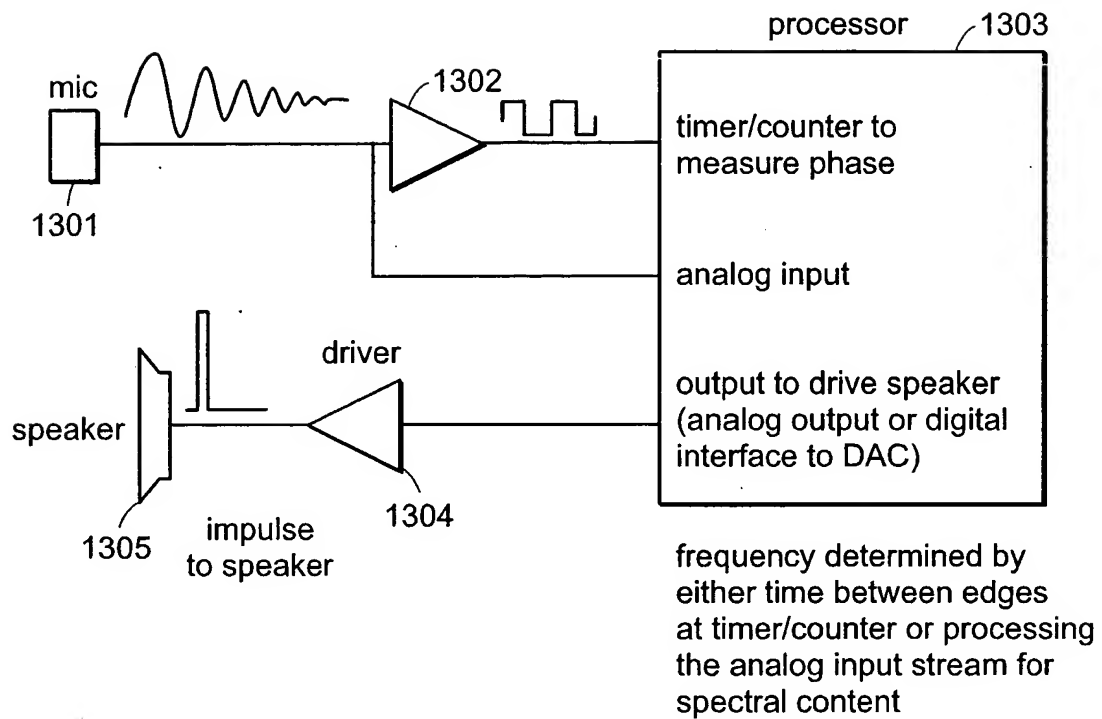 processor
1303
mic
1302
1301
timer/counter to
measure phase
analog input
driver
speaker
output to drive speaker
(analog output or digital
interface to DAC)
1304
1305
impulse
to speaker
frequency determined by
either time between edges
at timer/counter or processing
the analog input stream for
spectral content